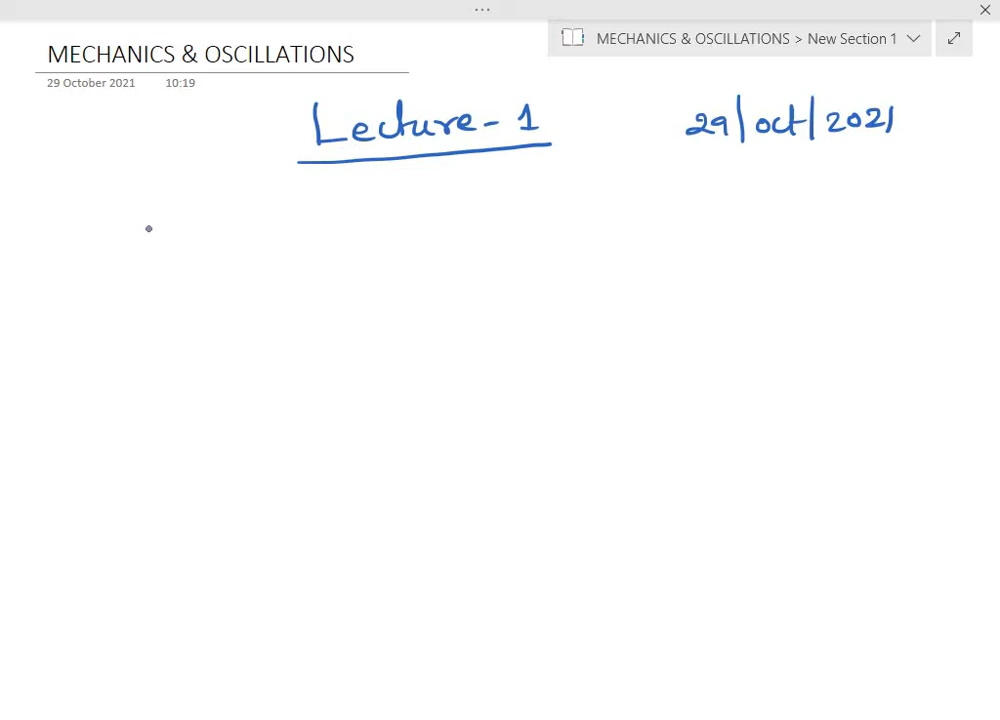 MECHANICS & OSCILLATIONS
MECHANICS & OSCILLATIONS > New Section 1
29 October 2021 10:19
Lecture - 1
29/oct/2021